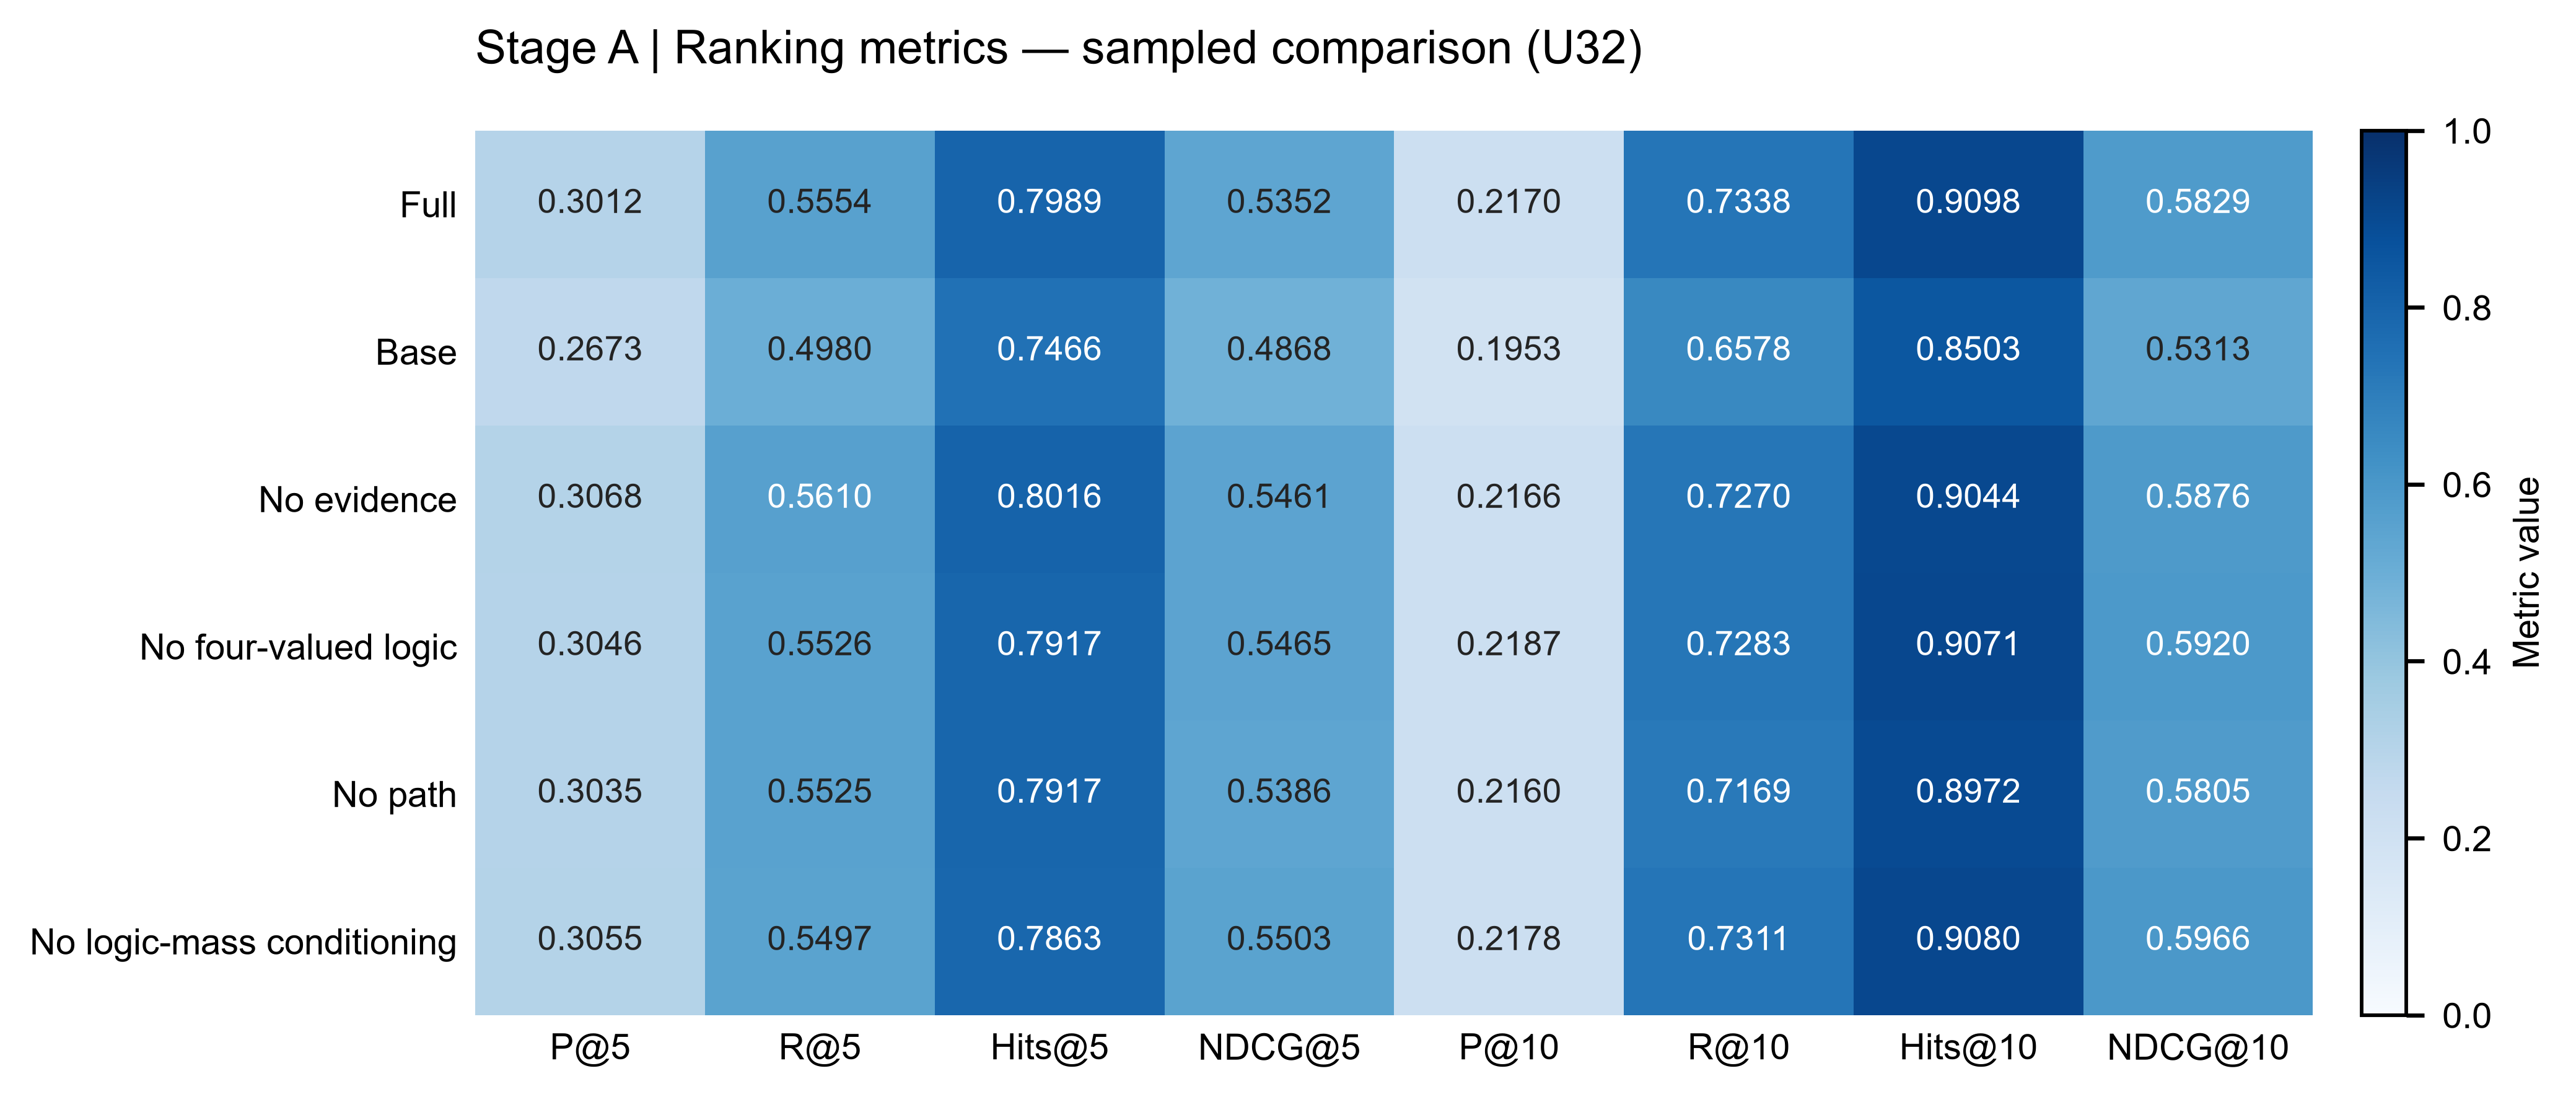 Stage A | Ranking metrics — sampled comparison (U32)
Full 0.3012 0.5554 0.7989 0.5352 0.2170 0.7338 0.9098 0.5829
Base 0.2673 0.4980 0.7466 0.4868 0.1953 0.6578 0.8503 0.5313
No evidence 0.3068 0.5610 0.8016 0.5461 0.2166 0.7270 0.9044 0.5876
No four-valued logic 0.3046 0.5526 0.7917 0.5465 0.2187 0.7283 0.9071 0.5920
No path 0.3035 0.5525 0.7917 0.5386 0.2160 0.7169 0.8972 0.5805
No logic-mass conditioning 0.3055 0.5497 0.7863 0.5503 0.2178 0.7311 0.9080 0.5966
P@5 R@5 Hits@5 NDCG@5 P@10 R@10 Hits@10 NDCG@10
1.0
0.8
0.6
0.4
0.2
0.0
Metric value